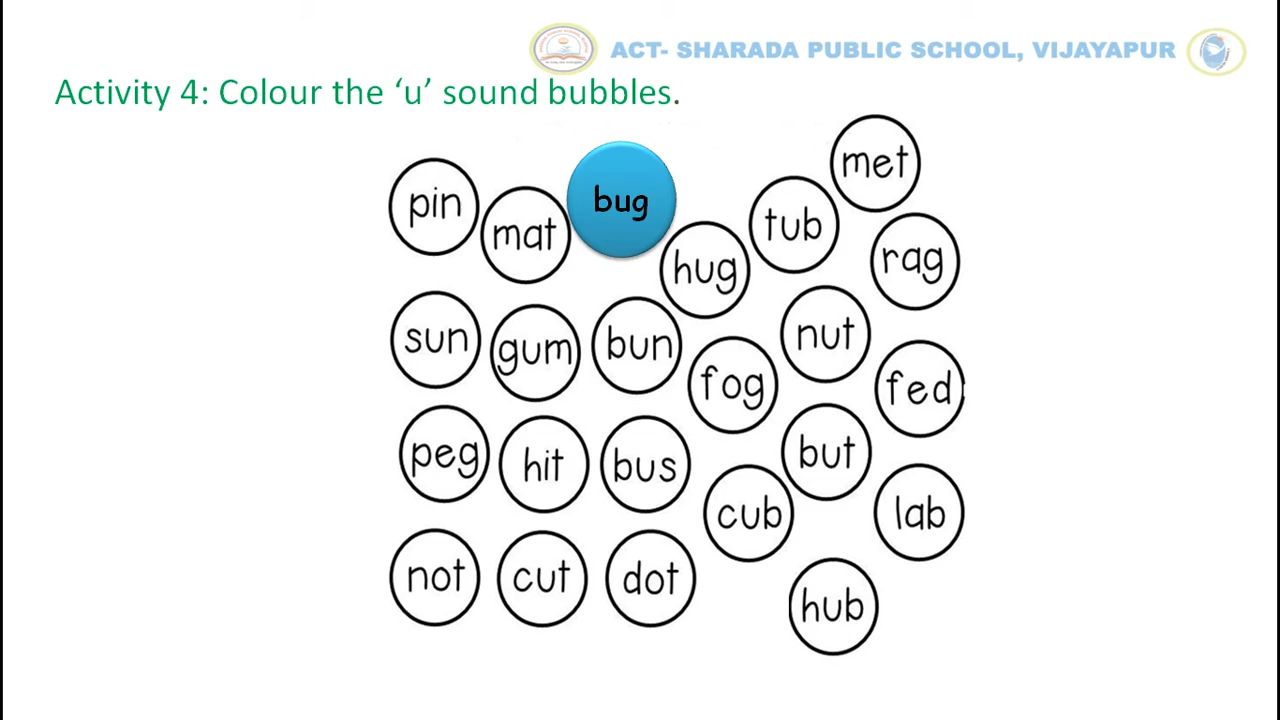 ACT- SHARADA PUBLIC SCHOOL, VIJAYAPUR
Activity 4: Colour the ‘u’ sound bubbles.
pin
mat
bug
hug
tub
met
rag
sun
gum
bun
fog
nut
fed
peg
hit
bus
cub
but
lab
not
cut
dot
hub